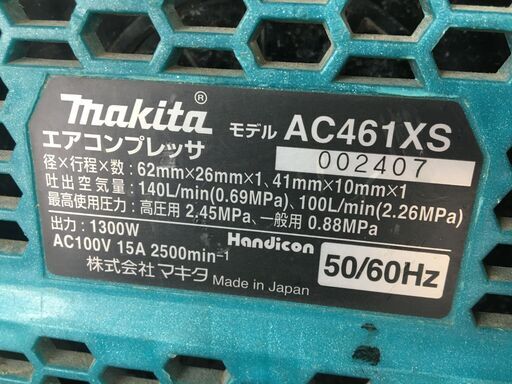 makita®
モデル AC461XS
エアコンプレッサ
002407
径×行程×数：62mm×26mm×1、41mm×10mm×1
吐出空気量：140L/min(0.69MPa)、100L/min(2.26MPa)
最高使用圧力：高圧用 2.45MPa、一般用 0.88MPa
出力：1300W
Handicon
AC100V 15A 2500min-1
50/60Hz
株式会社 マキタ Made in Japan